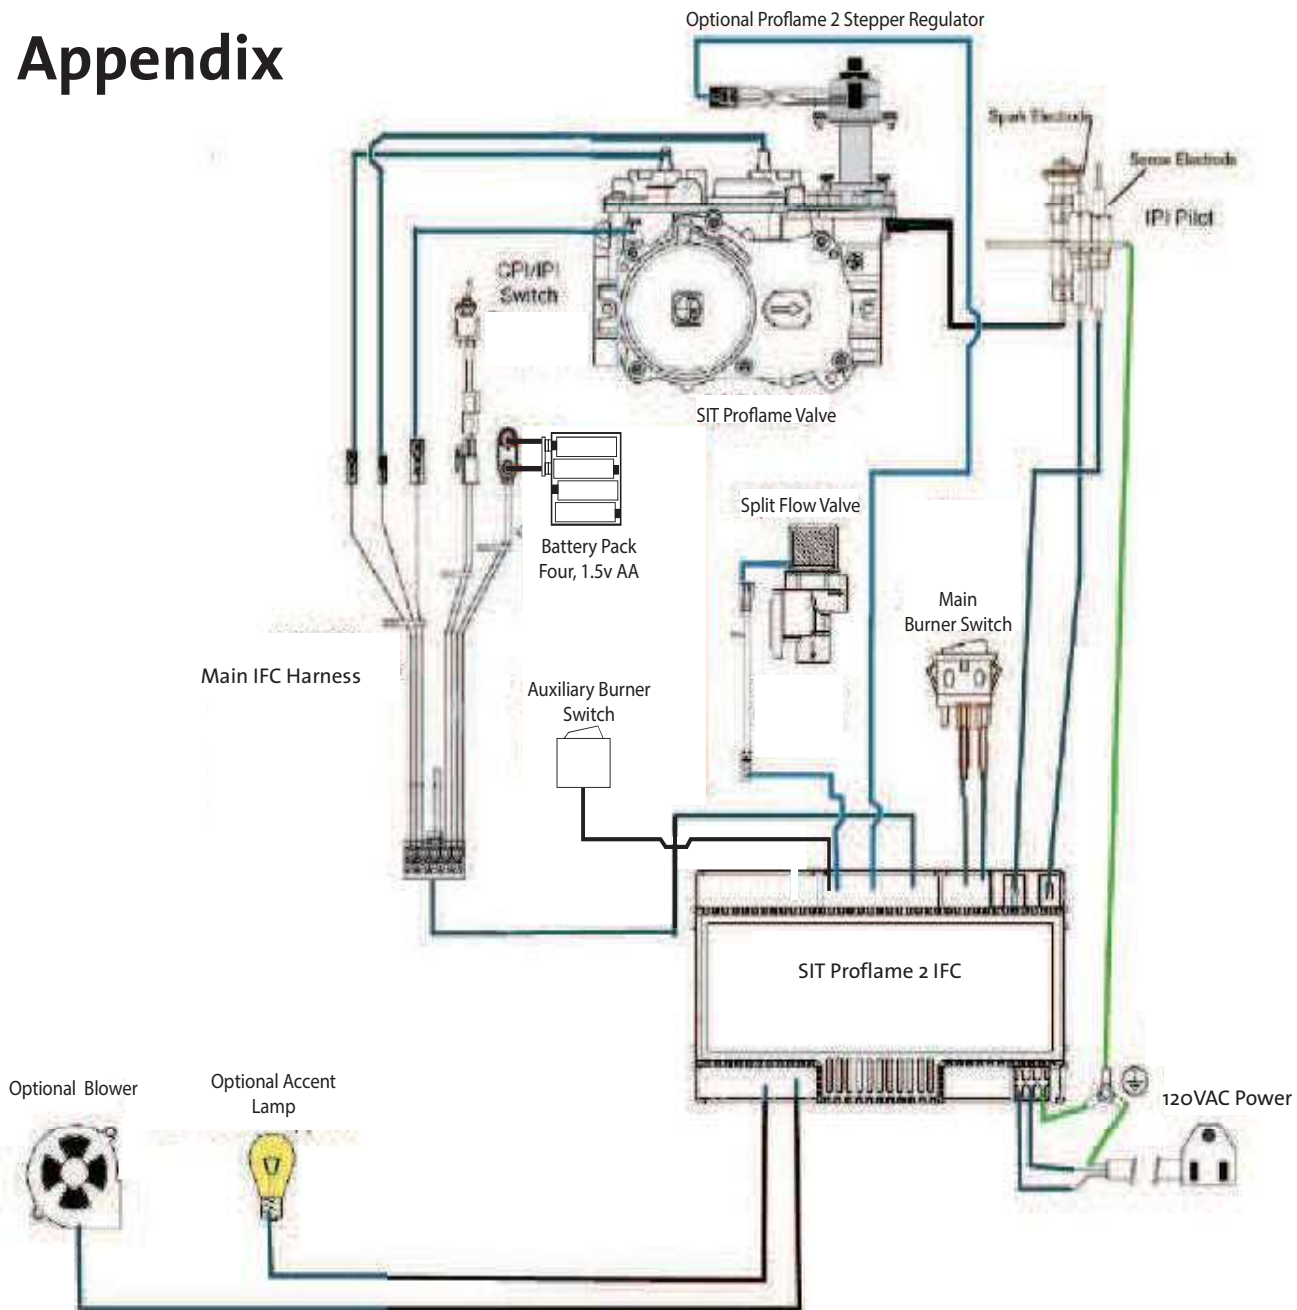 Optional Proflame 2 Stepper Regulator
Appendix
Spark Electrode
Sense Electrode
IPI Pilot
CPI/IPI
Switch
SIT Proflame Valve
Split Flow Valve
Battery Pack
Four, 1.5v AA
Main
Burner Switch
Main IFC Harness
Auxiliary Burner
Switch
SIT Proflame 2 IFC
Optional Blower
Optional Accent
Lamp
120VAC Power